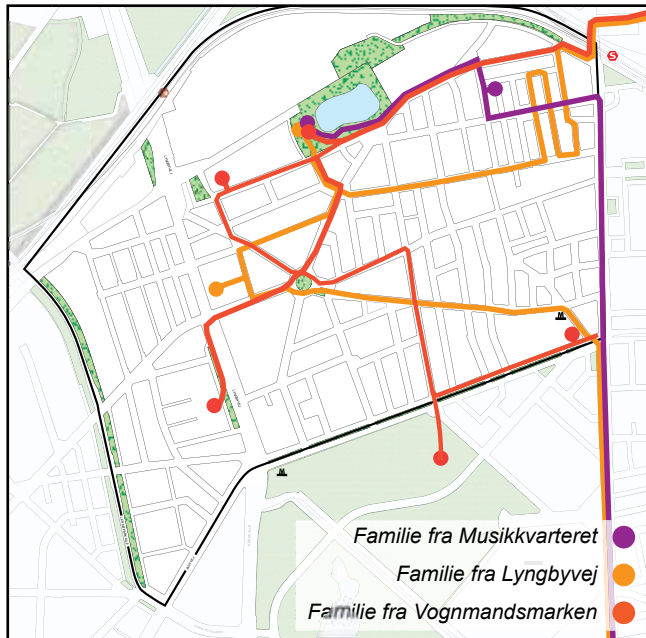 S
M
M
Familie fra Musikkvarteret
Familie fra Lyngbyvej
Familie fra Vognmandsmarken